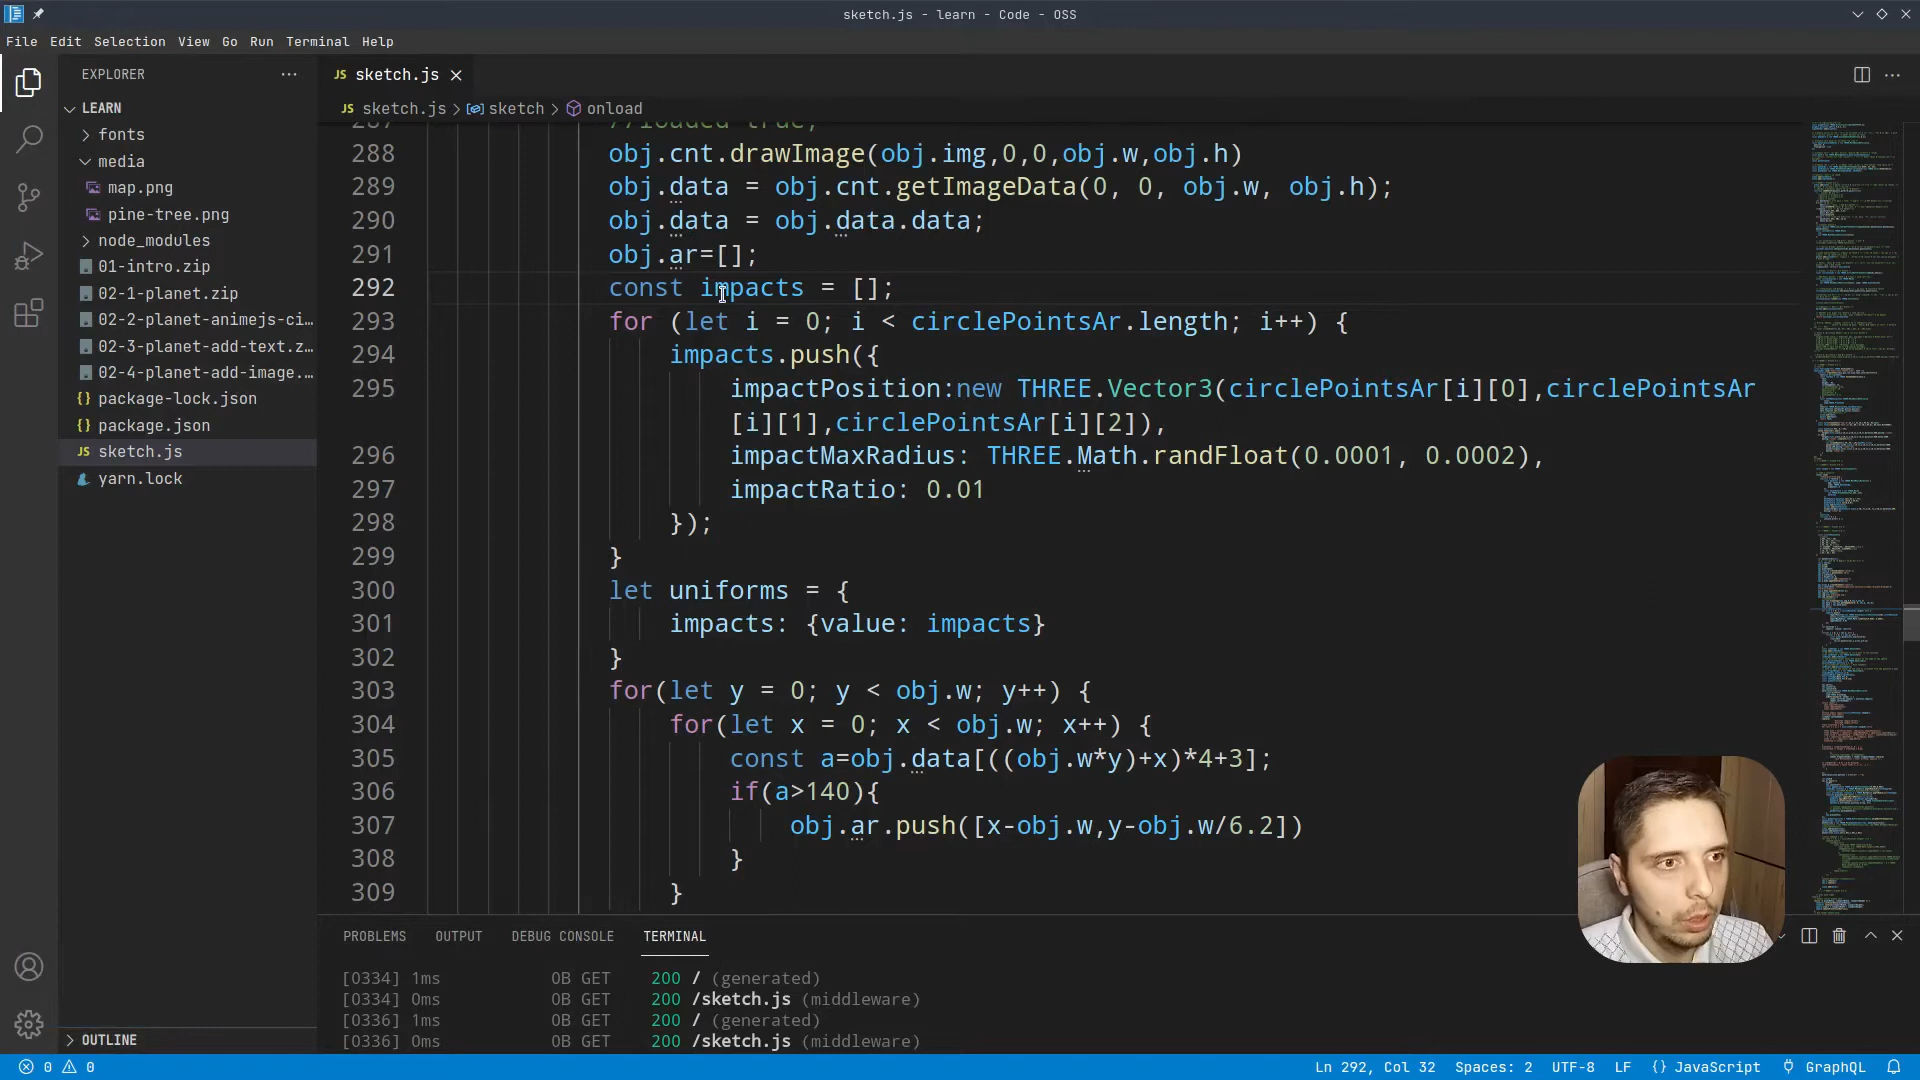 sketch.js - learn - Code - OSS
File Edit Selection View Go Run Terminal Help
EXPLORER
LEARN
fonts
media
map.png
pine-tree.png
node_modules
01-intro.zip
02-1-planet.zip
02-2-planet-animejs-ci...
02-3-planet-add-text.z...
02-4-planet-add-image....
package-lock.json
package.json
JS sketch.js
yarn.lock
OUTLINE
JS sketch.js
JS sketch.js > sketch > onload
287 //loaded true;
288 obj.cnt.drawImage(obj.img,0,0,obj.w,obj.h)
289 obj.data = obj.cnt.getImageData(0, 0, obj.w, obj.h);
290 obj.data = obj.data.data;
291 obj.ar=[];
292 const impacts = [];
293 for (let i = 0; i < circlePointsAr.length; i++) {
294 impacts.push({
295 impactPosition:new THREE.Vector3(circlePointsAr[i][0],circlePointsAr
[i][1],circlePointsAr[i][2]),
296 impactMaxRadius: THREE.Math.randFloat(0.0001, 0.0002),
297 impactRatio: 0.01
298 });
299 }
300 let uniforms = {
301 impacts: {value: impacts}
302 }
303 for(let y = 0; y < obj.w; y++) {
304 for(let x = 0; x < obj.w; x++) {
305 const a=obj.data[((obj.w*y)+x)*4+3];
306 if(a>140){
307 obj.ar.push([x-obj.w,y-obj.w/6.2])
308 }
309 }
PROBLEMS OUTPUT DEBUG CONSOLE TERMINAL
[0334] 1ms 0B GET 200 / (generated)
[0334] 0ms 0B GET 200 /sketch.js (middleware)
[0336] 1ms 0B GET 200 / (generated)
[0336] 0ms 0B GET 200 /sketch.js (middleware)
0 0 Ln 292, Col 32 Spaces: 2 UTF-8 LF {} JavaScript GraphQL